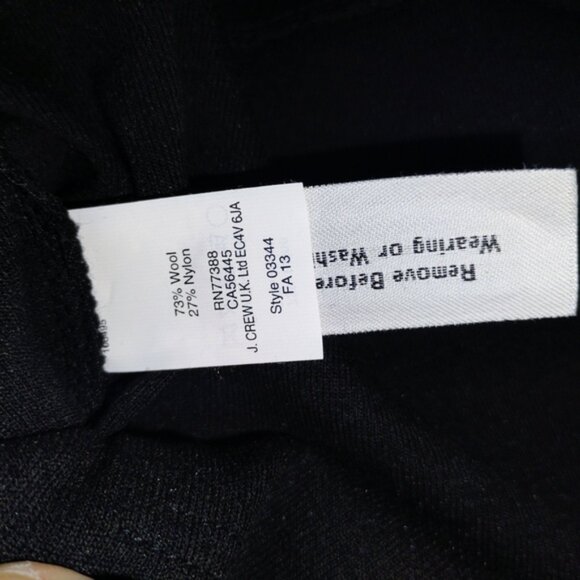 73% Wool
27% Nylon
RN77388
CA56445
J. CREW U.K. Ltd EC4V 6JA
Style 03344
FA 13
Remove Before
Wearing or Wash